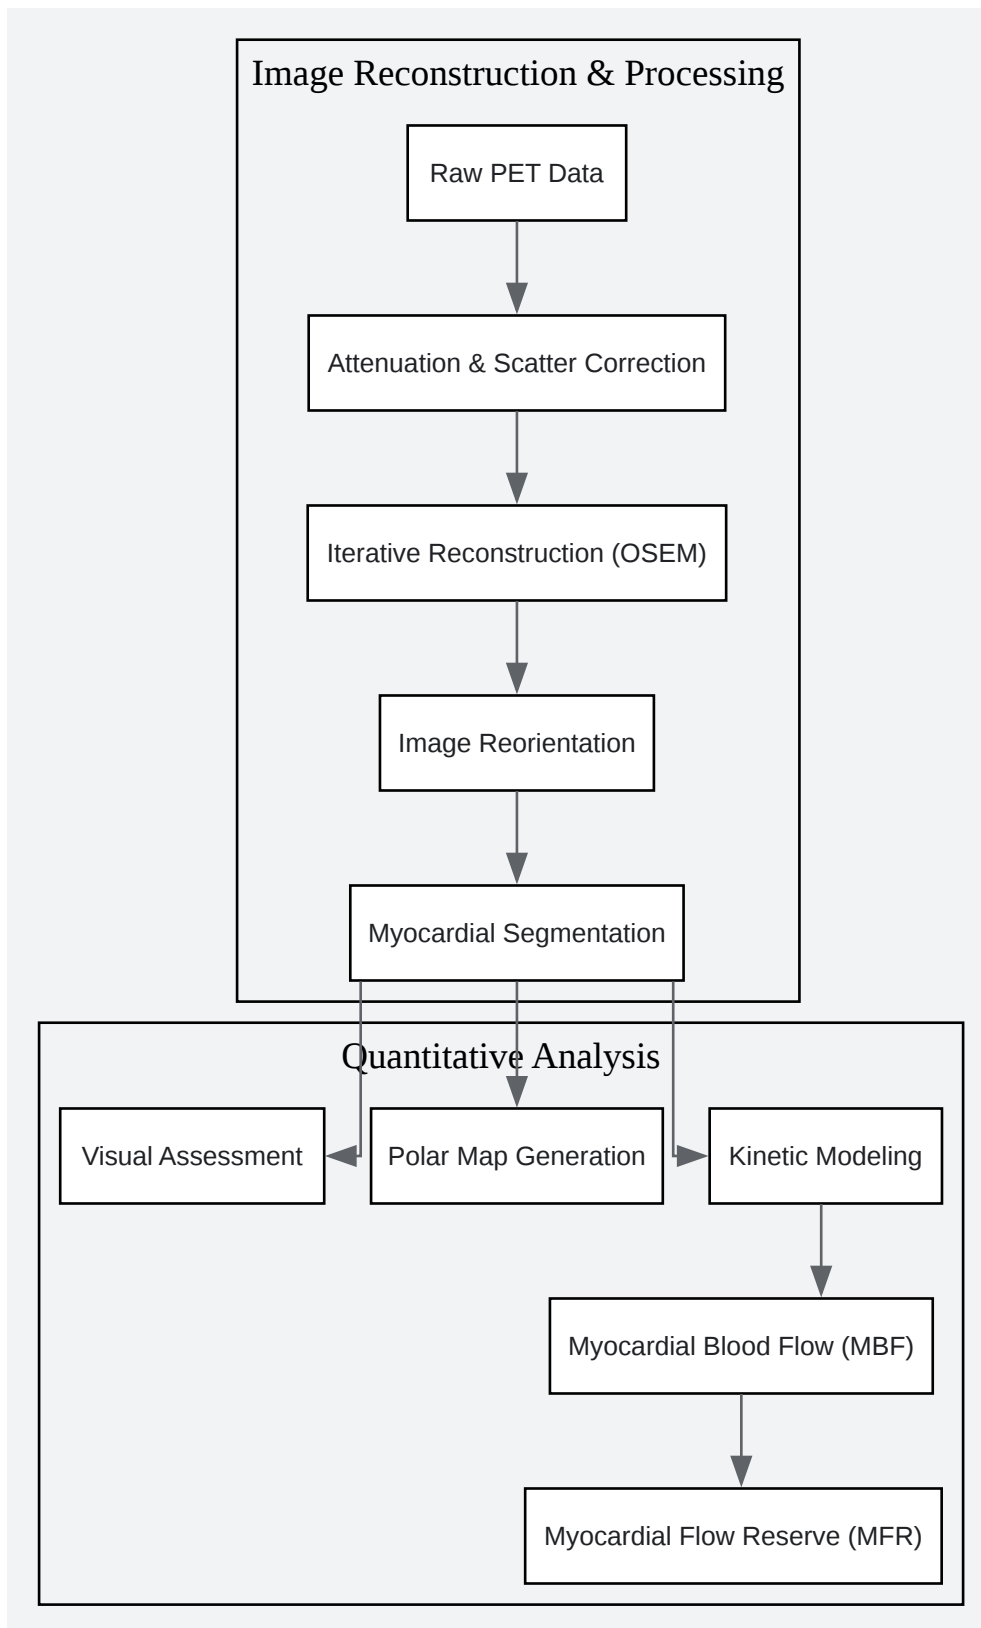 Image Reconstruction & Processing
Raw PET Data
Attenuation & Scatter Correction
Iterative Reconstruction (OSEM)
Image Reorientation
Myocardial Segmentation
Quantitative Analysis
Visual Assessment
Polar Map Generation
Kinetic Modeling
Myocardial Blood Flow (MBF)
Myocardial Flow Reserve (MFR)